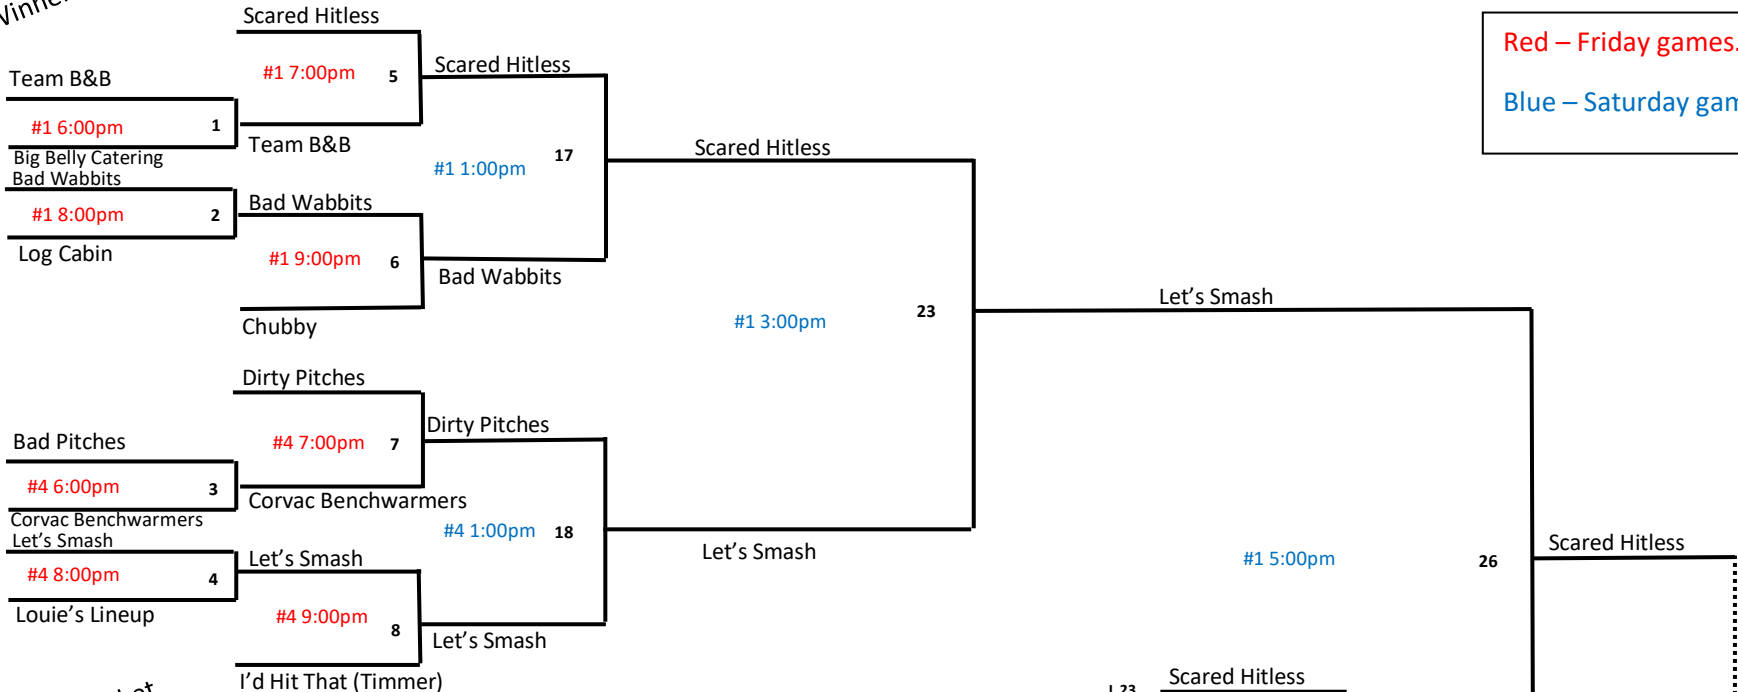 Scared Hitless
Red – Friday games.
Team B&B
#1 7:00pm 5
Scared Hitless
Blue – Saturday gam
#1 6:00pm 1
Team B&B
Big Belly Catering
Bad Wabbits
#1 1:00pm 17
Scared Hitless
#1 8:00pm 2
Bad Wabbits
Log Cabin
#1 9:00pm 6
Bad Wabbits
Chubby
#1 3:00pm 23
Let's Smash
Dirty Pitches
Bad Pitches
#4 7:00pm 7
Dirty Pitches
#4 6:00pm 3
Corvac Benchwarmers
Corvac Benchwarmers
Let's Smash
#4 1:00pm 18
Let's Smash
#4 8:00pm 4
Let's Smash
Louie's Lineup
#4 9:00pm 8
Let's Smash
I'd Hit That (Timmer)
#1 5:00pm 26
Scared Hitless
L23
Scared Hitless